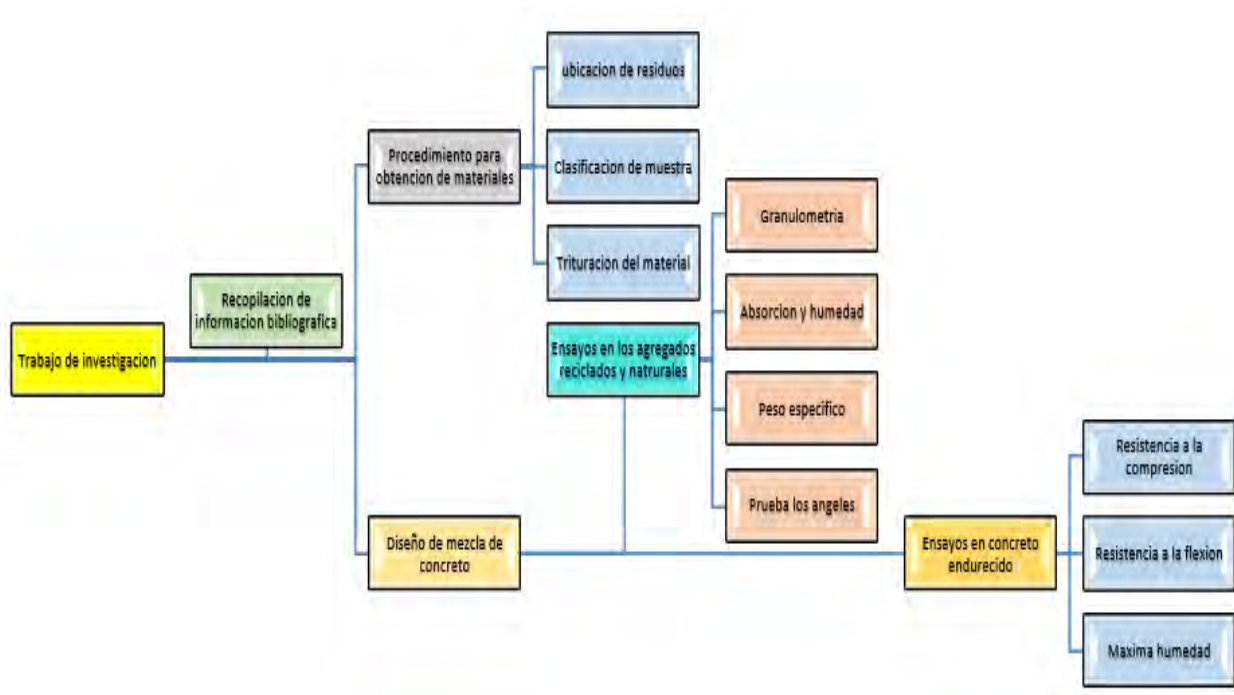 Trabajo de investigacion
Recopilacion de
informacion bibliografica
Procedimiento para
obtencion de materiales
ubicacion de residuos
Clasificacion de muestra
Trituracion del material
Diseño de mezcla de
concreto
Ensayos en los agregados
reciclados y natrurales
Granulometria
Absorcion y humedad
Peso especifico
Prueba los angeles
Ensayos en concreto
endurecido
Resistencia a la
compresion
Resistencia a la flexion
Maxima humedad